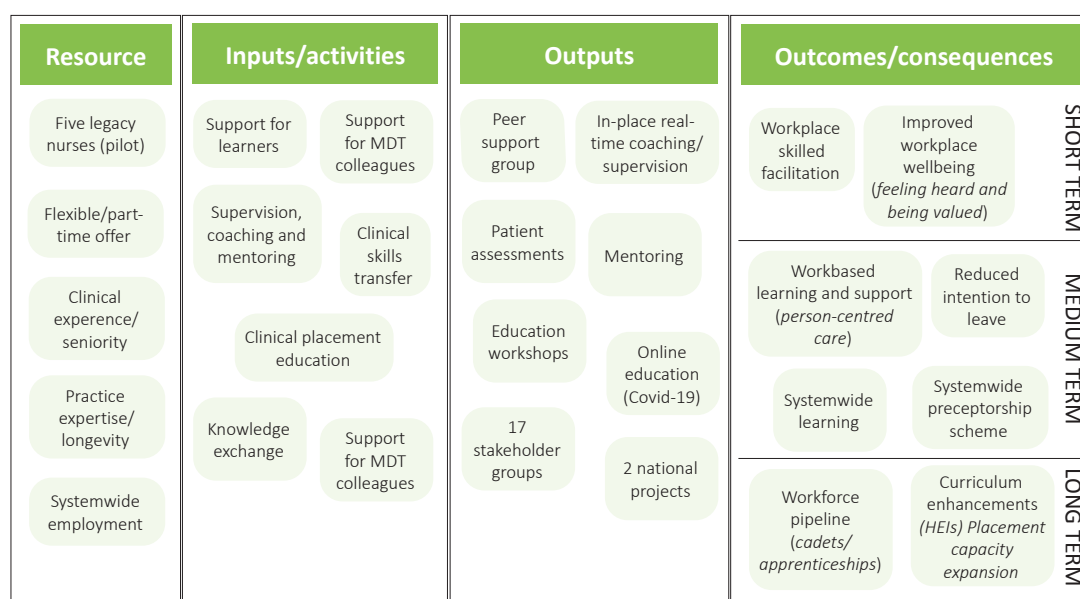 Resource
Five legacy
nurses (pilot)
Flexible/part-
time offer
Clinical
experence/
seniority
Practice
expertise/
longevity
Systemwide
employment
Inputs/activities
Support for
learners
Support
for MDT
colleagues
Supervision,
coaching and
mentoring
Clinical
skills
transfer
Clinical placement
education
Knowledge
exchange
Support
for MDT
colleagues
Outputs
Peer
support
group
In-place real-
time coaching/
supervision
Patient
assessments
Mentoring
Education
workshops
Online
education
(Covid-19)
17
stakeholder
groups
2 national
projects
Outcomes/consequences
SHORT TERM
Workplace
skilled
facilitation
Improved
workplace
wellbeing
(feeling heard and
being valued)
MEDIUM TERM
Workbased
learning and support
(person-centred
care)
Reduced
intention to
leave
Systemwide
learning
Systemwide
preceptorship
scheme
LONG TERM
Workforce
pipeline
(cadets/
apprenticeships)
Curriculum
enhancements
(HEIs) Placement
capacity
expansion